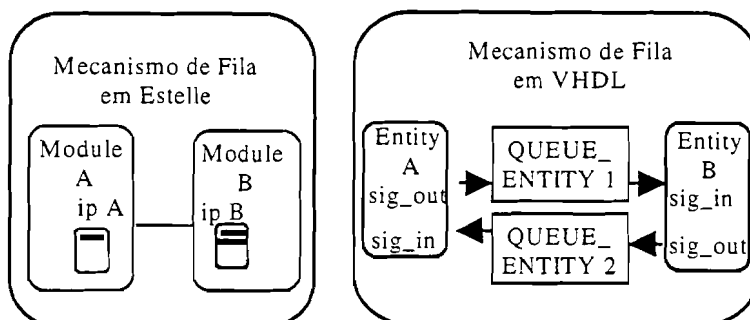 Mecanismo de Fila
em Estelle
Module
A
ip A
Module
B
ip B
Mecanismo de Fila
em VHDL
Entity
A
sig_out
sig_in
QUEUE_
ENTITY 1
QUEUE_
ENTITY 2
Entity
B
sig_in
sig_out